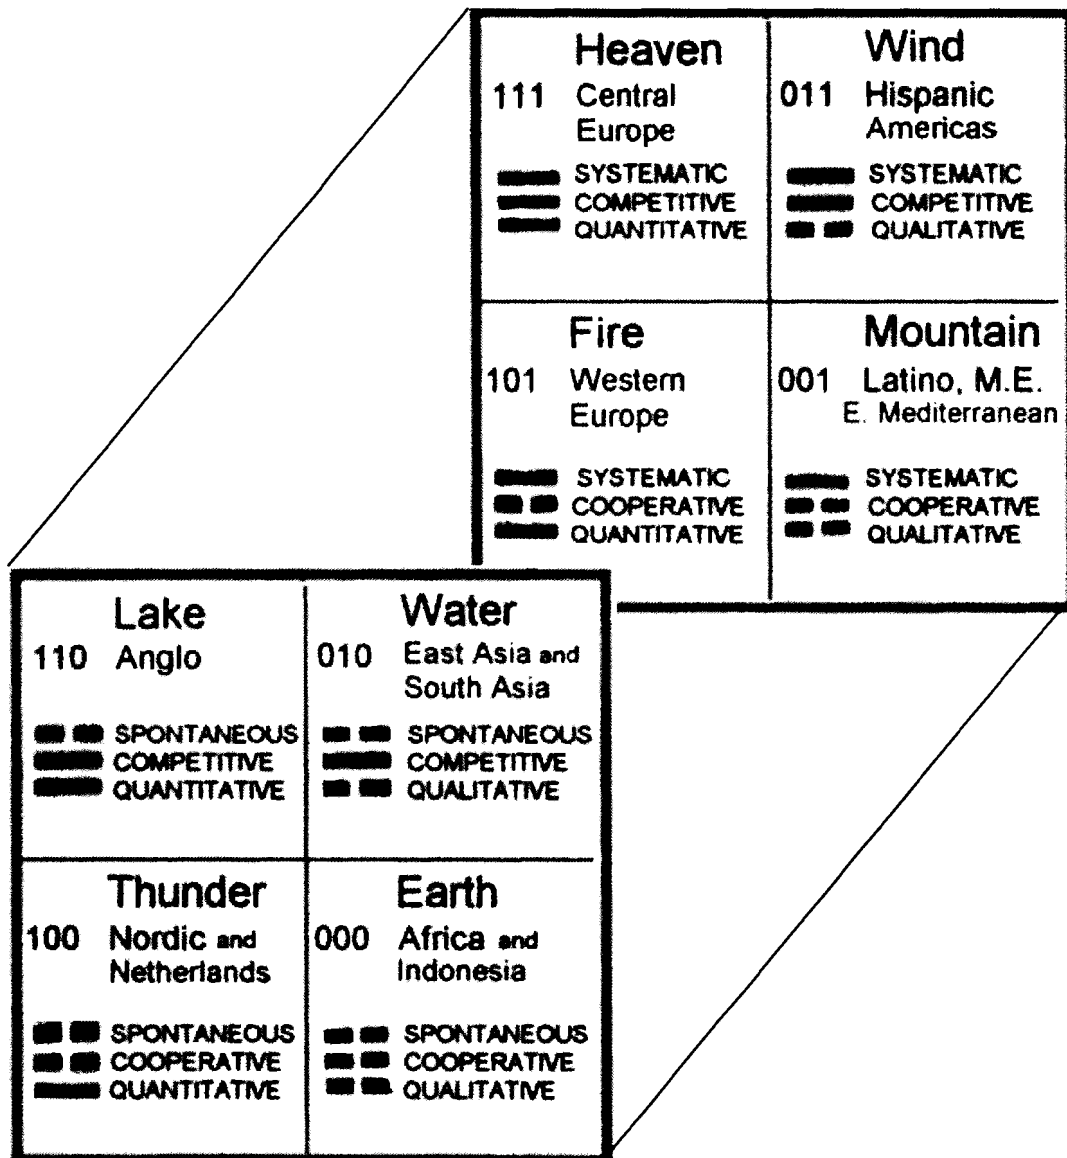 Heaven
111 Central
Europe
SYSTEMATIC
COMPETITIVE
QUANTITATIVE
Wind
011 Hispanic
Americas
SYSTEMATIC
COMPETITIVE
QUALITATIVE
Fire
101 Western
Europe
SYSTEMATIC
COOPERATIVE
QUANTITATIVE
Mountain
001 Latino, M.E.
E. Mediterranean
SYSTEMATIC
COOPERATIVE
QUALITATIVE
Lake
110 Anglo
SPONTANEOUS
COMPETITIVE
QUANTITATIVE
Water
010 East Asia and
South Asia
SPONTANEOUS
COMPETITIVE
QUALITATIVE
Thunder
100 Nordic and
Netherlands
SPONTANEOUS
COOPERATIVE
QUANTITATIVE
Earth
000 Africa and
Indonesia
SPONTANEOUS
COOPERATIVE
QUALITATIVE